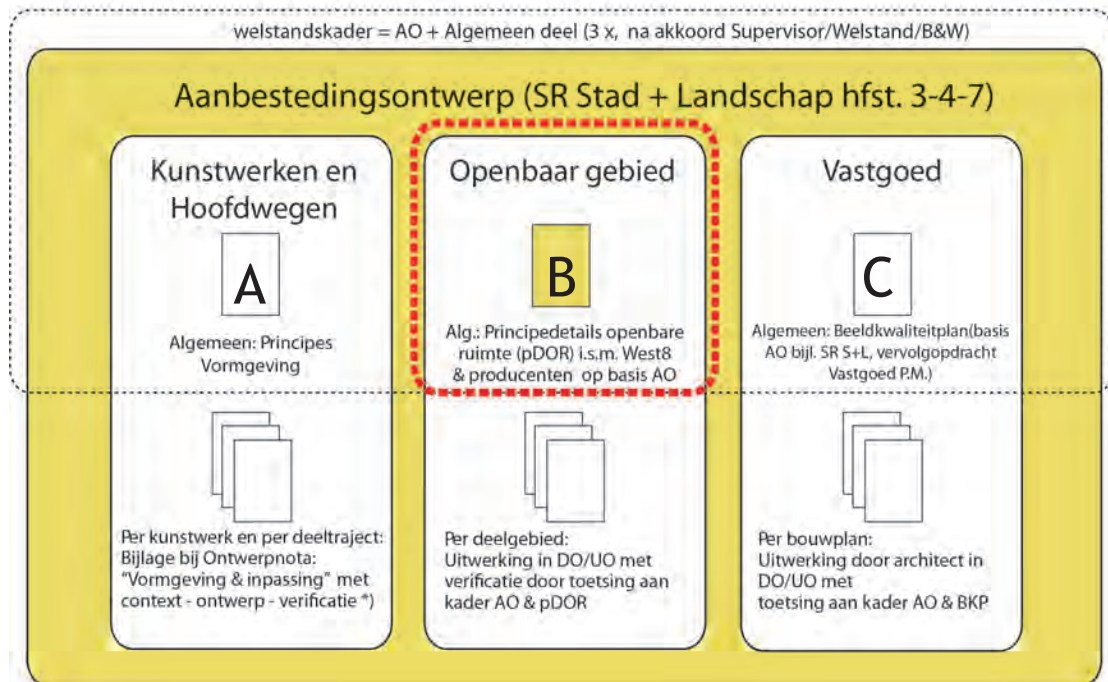 welstandskader = AO + Algemeen deel (3 x, na akkoord Supervisor/Welstand/B&W)
Aanbestedingsontwerp (SR Stad + Landschap hfst. 3-4-7)
Kunstwerken en
Hoofdwegen
A
Algemeen: Principes
Vormgeving
Per kunstwerk en per deeltraject:
Bijlage bij Ontwerpnota:
"Vormgeving & inpassing" met
context - ontwerp - verificatie *)
Openbaar gebied
B
Alg.: Principedetails openbare
ruimte (pDOR) i.s.m. West8
& producenten op basis AO
Per deelgebied:
Uitwerking in DO/UO met
verificatie door toetsing aan
kader AO & pDOR
Vastgoed
C
Algemeen: Beeldkwaliteitplan(basis
AO bijl. SR S+L, vervolgopdracht
Vastgoed P.M.)
Per bouwplan:
Uitwerking door architect in
DO/UO met
toetsing aan kader AO & BKP